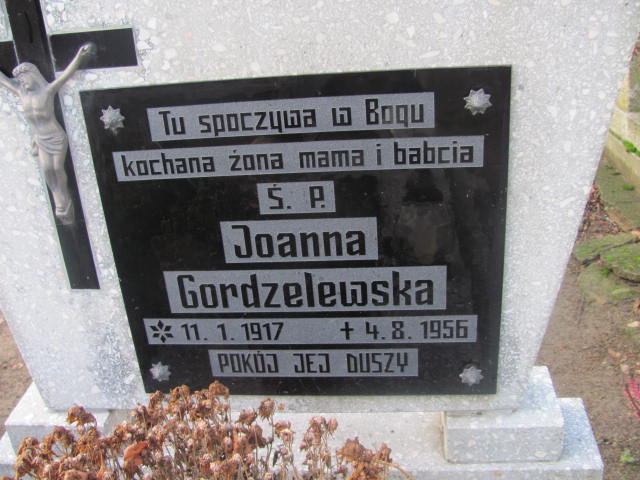 Tu spoczywa w Bogu
kochana żona mama i babcia
Ś. P.
Joanna
Gordzelewska
* 11. 1. 1917 + 4. 8. 1956
POKÓJ JEJ DUSZY